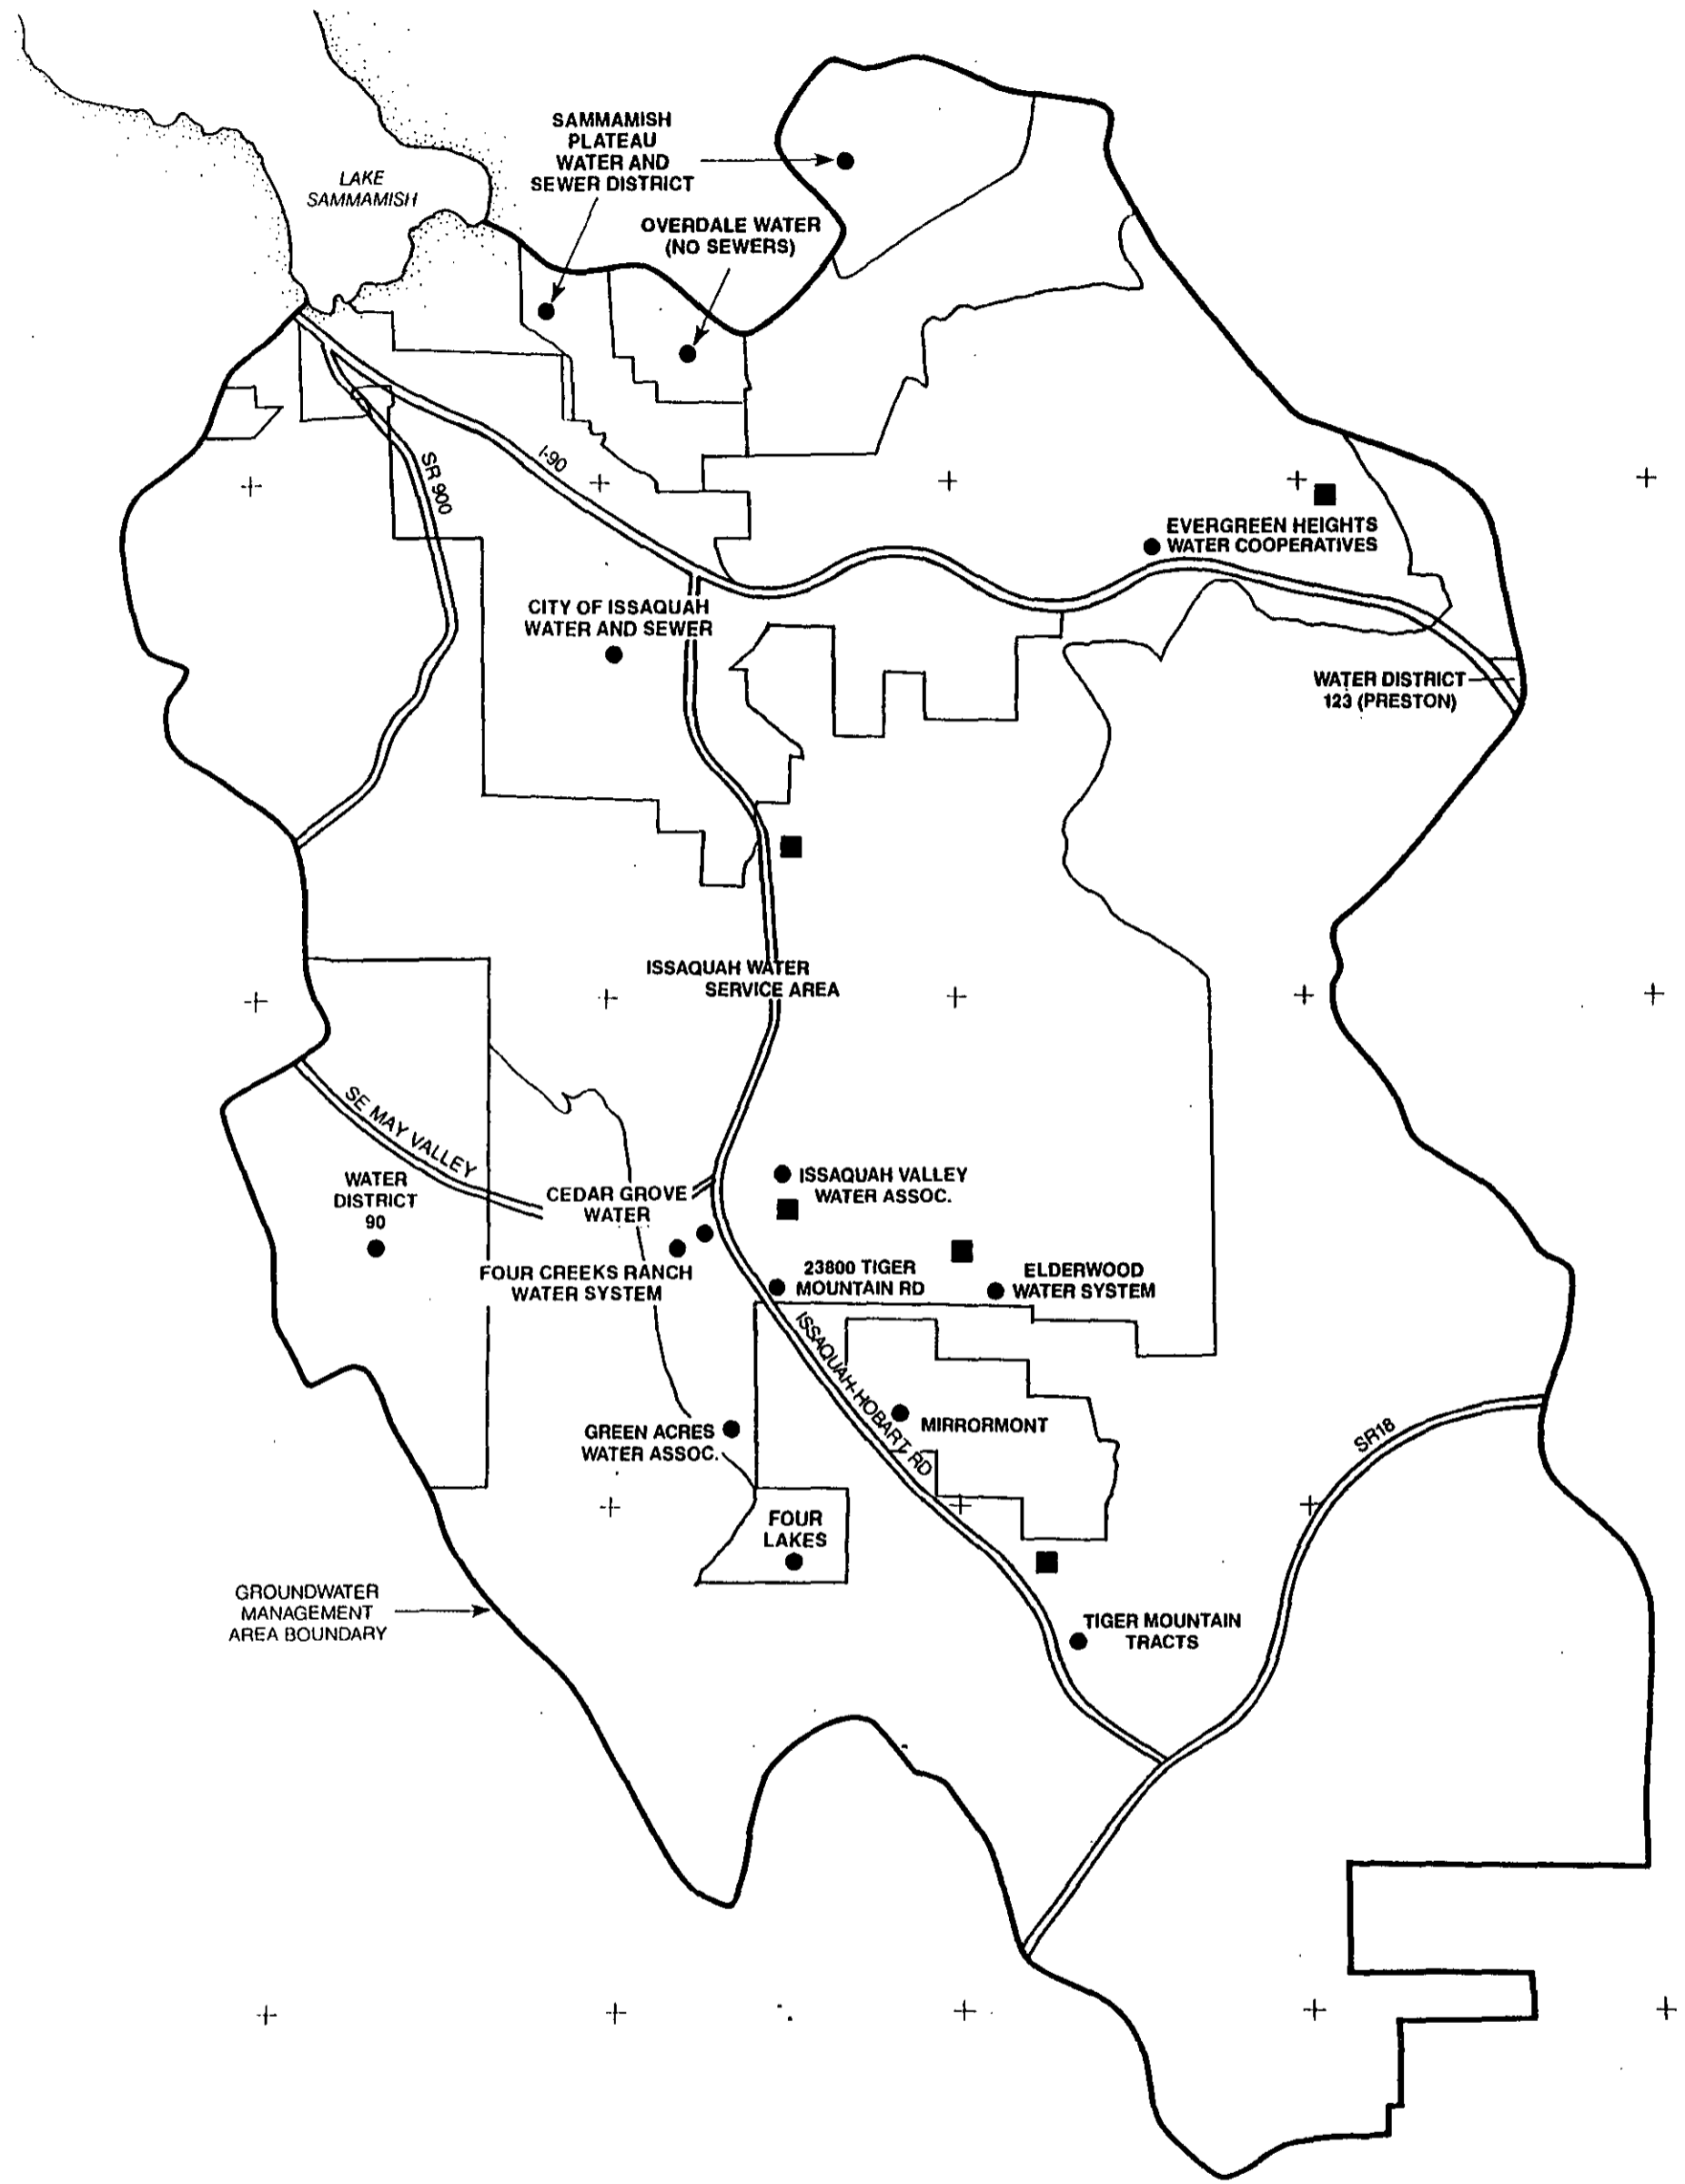 SAMMAMISH
PLATEAU
WATER AND
SEWER DISTRICT
LAKE
SAMMAMISH
OVERDALE WATER
(NO SEWERS)
I-90
SR 900
EVERGREEN HEIGHTS
WATER COOPERATIVES
CITY OF ISSAQUAH
WATER AND SEWER
WATER DISTRICT
123 (PRESTON)
ISSAQUAH WATER
SERVICE AREA
SE MAY VALLEY
WATER
DISTRICT
90
CEDAR GROVE
WATER
ISSAQUAH VALLEY
WATER ASSOC.
FOUR CREEKS RANCH
WATER SYSTEM
23800 TIGER
MOUNTAIN RD
ELDERWOOD
WATER SYSTEM
ISSAQUAH-HOBART RD
MIRRORMONT
GREEN ACRES
WATER ASSOC.
SR18
FOUR
LAKES
GROUNDWATER
MANAGEMENT
AREA BOUNDARY
TIGER MOUNTAIN
TRACTS